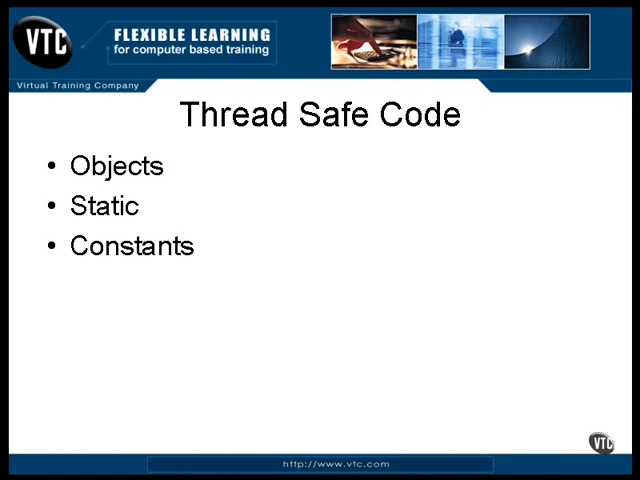 VTC
FLEXIBLE LEARNING
for computer based training
Virtual Training Company
Thread Safe Code
• Objects
• Static
• Constants
VTC
http://www.vtc.com